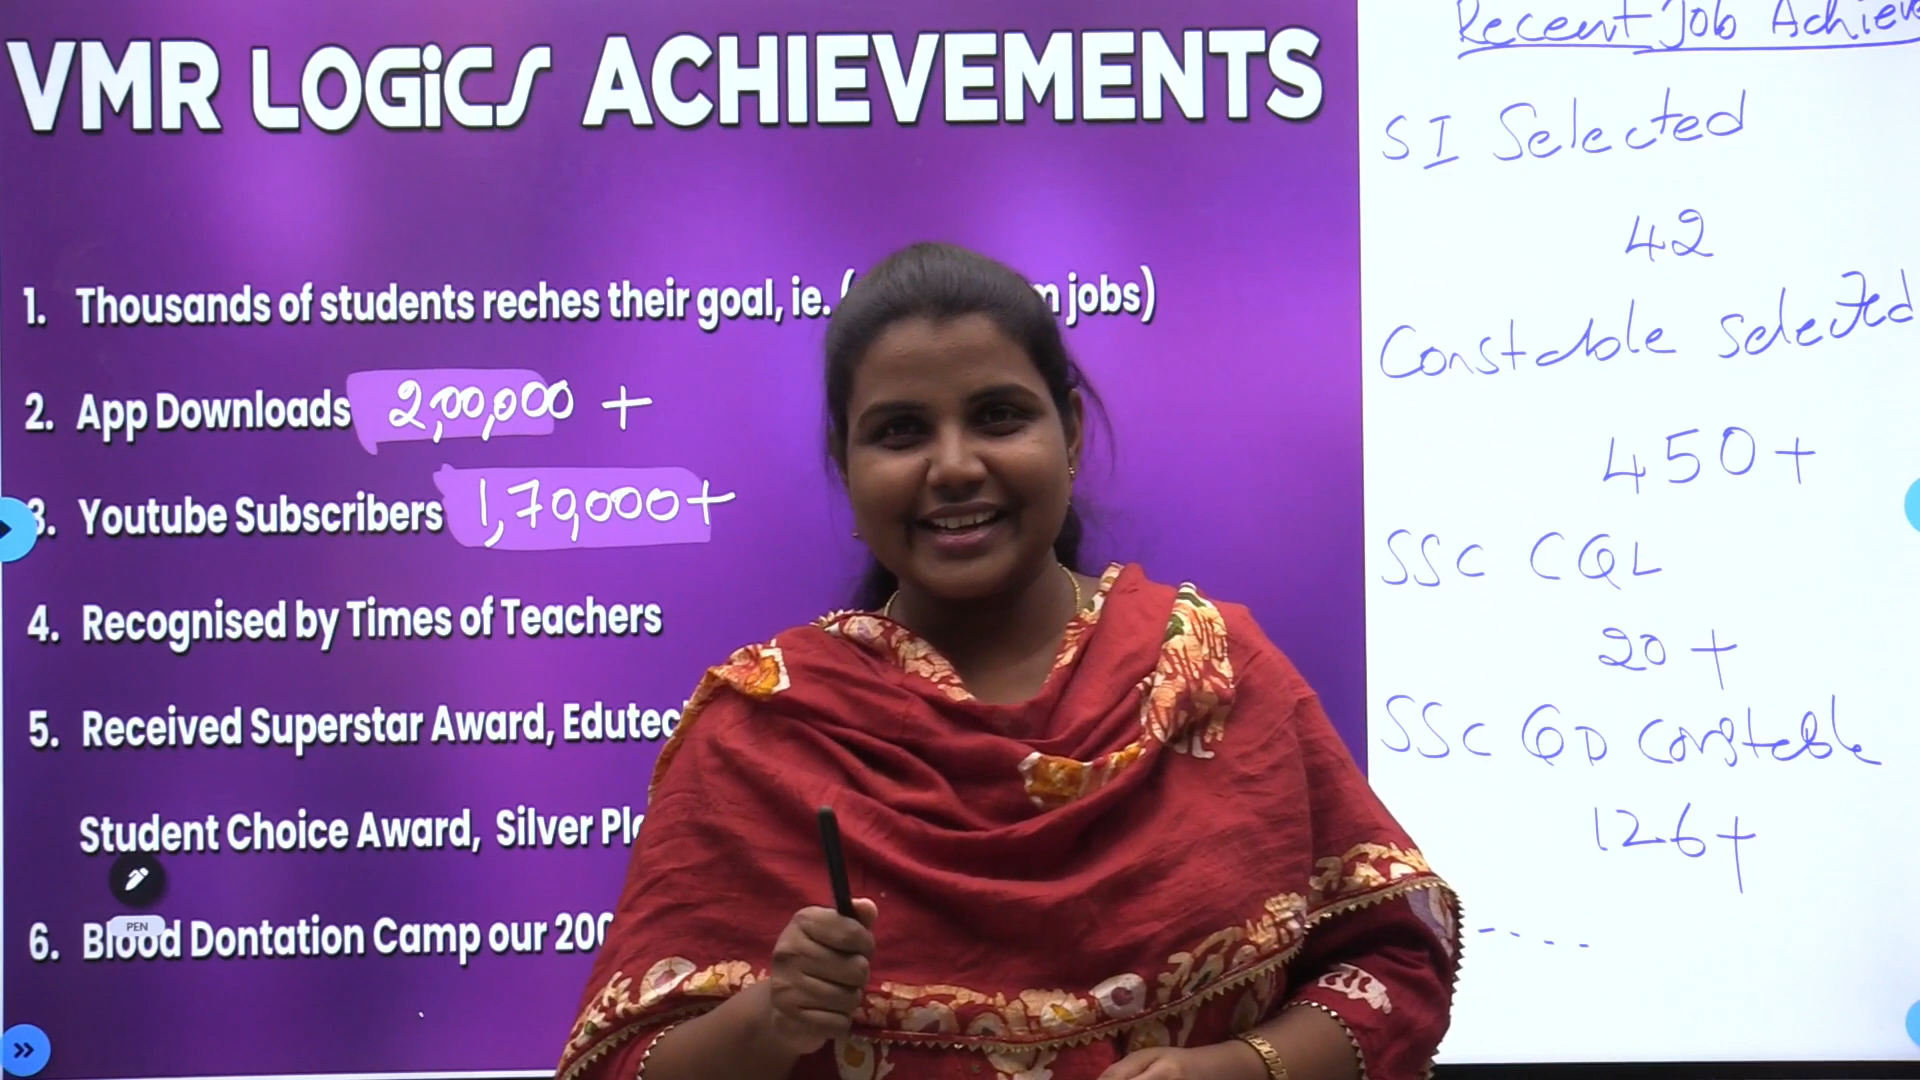 VMR LOGiCS ACHIEVEMENTS
1. Thousands of students reches their goal, ie. ( jobs)
2. App Downloads 2,00,000 +
3. Youtube Subscribers 1,70,000+
4. Recognised by Times of Teachers
5. Received Superstar Award,
Student Choice Award, Silver
PEN
6. Blood Dontation Camp our
Recent Job
SI Selected
42
Constable selected
450+
SSC CGL
20 +
SSC GD Constable
126+
-....